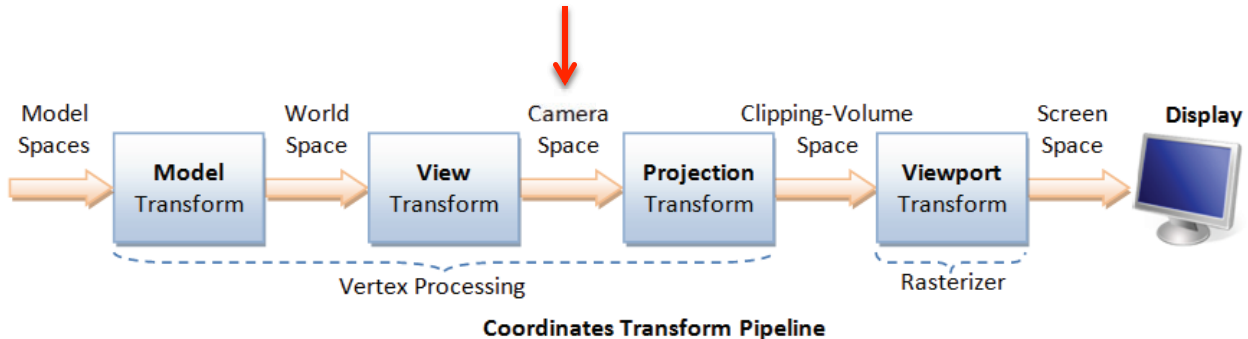 Model
Spaces
Model
Transform
World
Space
View
Transform
Camera
Space
Projection
Transform
Clipping-Volume
Space
Viewport
Transform
Screen
Space
Display
Vertex Processing
Rasterizer
Coordinates Transform Pipeline